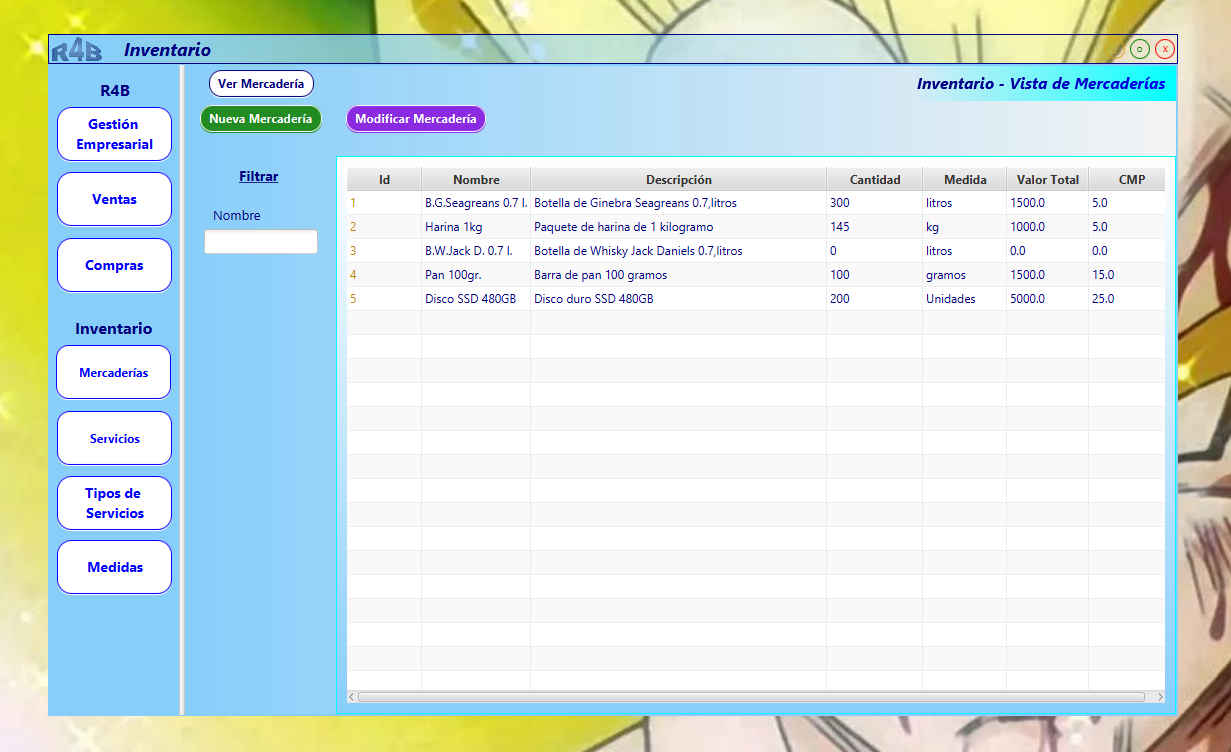 R4B Inventario o x
R4B
Gestión
Empresarial
Ventas
Compras
Inventario
Mercaderías
Servicios
Tipos de
Servicios
Medidas
Ver Mercadería
Inventario - Vista de Mercaderías
Nueva Mercadería Modificar Mercadería
Filtrar
Nombre
Id Nombre Descripción Cantidad Medida Valor Total CMP
1 B.G.Seagreans 0.7 l. Botella de Ginebra Seagreans 0.7,litros 300 litros 1500.0 5.0
2 Harina 1kg Paquete de harina de 1 kilogramo 145 kg 1000.0 5.0
3 B.W.Jack D. 0.7 l. Botella de Whisky Jack Daniels 0.7,litros 0 litros 0.0 0.0
4 Pan 100gr. Barra de pan 100 gramos 100 gramos 1500.0 15.0
5 Disco SSD 480GB Disco duro SSD 480GB 200 Unidades 5000.0 25.0